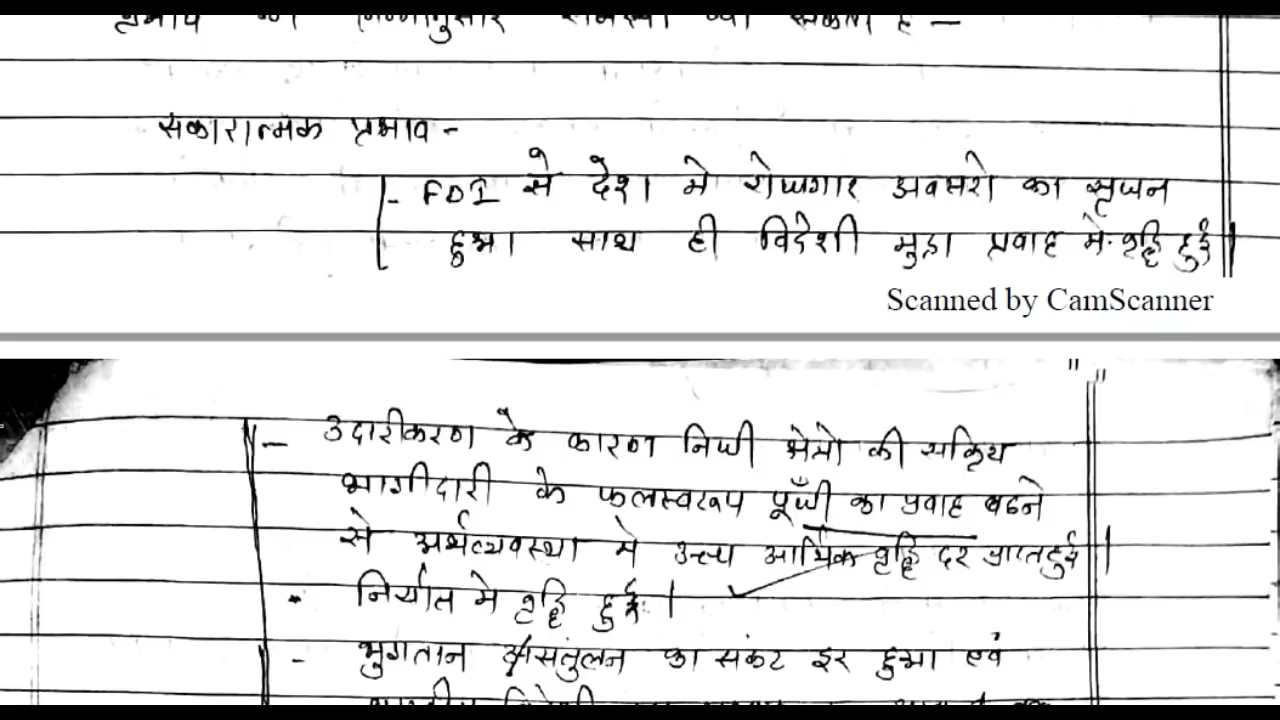 सकारात्मक प्रभाव -
- FDI से देश में रोजगार अवसरो का सृजन
हुआ साथ ही विदेशी मुद्रा प्रवाह में वृद्धि हुई।
Scanned by CamScanner
- उदारीकरण के कारण निजी क्षेत्रो की सक्रिय
भागीदारी के फलस्वरूप पूँजी का प्रवाह बढने
से अर्थव्यवस्था मे उच्च आर्थिक वृद्धि दर प्राप्त हुई।
- निर्यात मे वृद्धि हुई।
- भुगतान असंतुलन का संकट दूर हुआ एवं